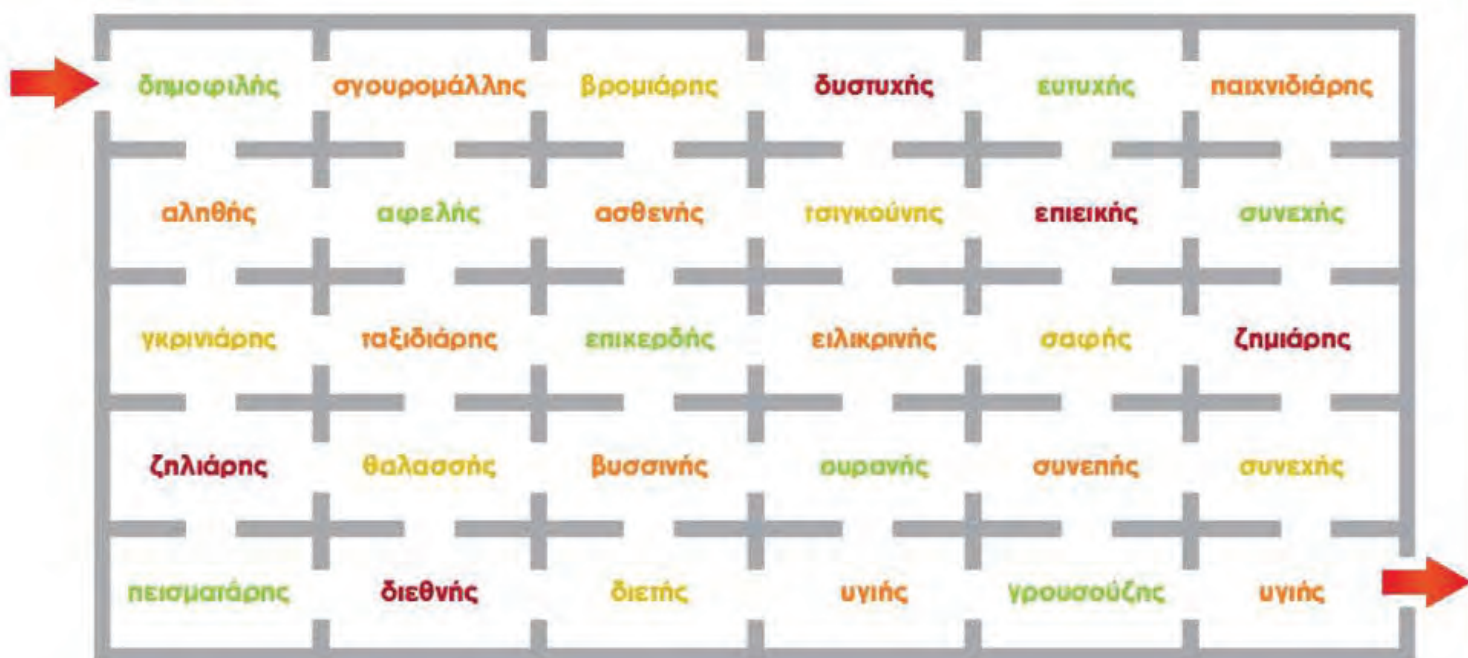 δημοφιλής σγουρομάλλης βρομιάρης δυστυχής ευτυχής παιχνιδιάρης
αληθής αφελής ασθενής τσιγκούνης επιεικής συνεχής
γκρινιάρης ταξιδιάρης επικερδής ειλικρινής σαφής ζημιάρης
ζηλιάρης θαλασσής βυσσινής ουρανής συνεπής συνεχής
πεισματάρης διεθνής διετής υγιής γρουσούζης υγιής